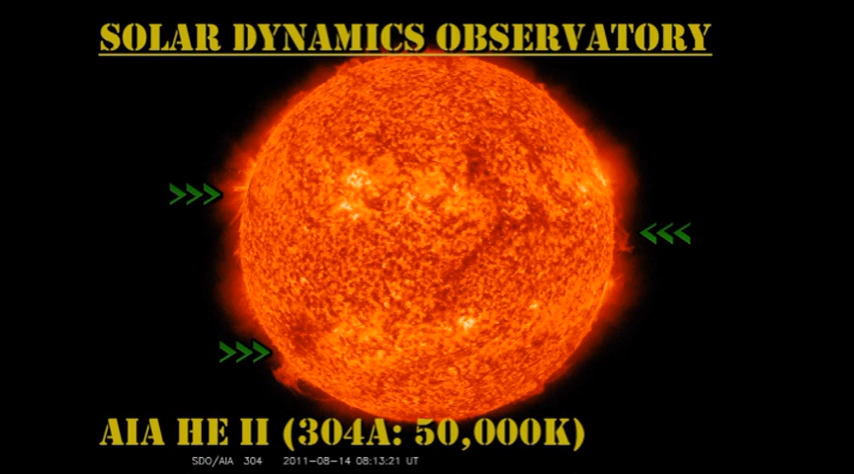 SOLAR DYNAMICS OBSERVATORY
>>>
<<<
>>>
AIA HE II (304A: 50,000K)
SDO/AIA 304 2011-08-14 08:13:21 UT